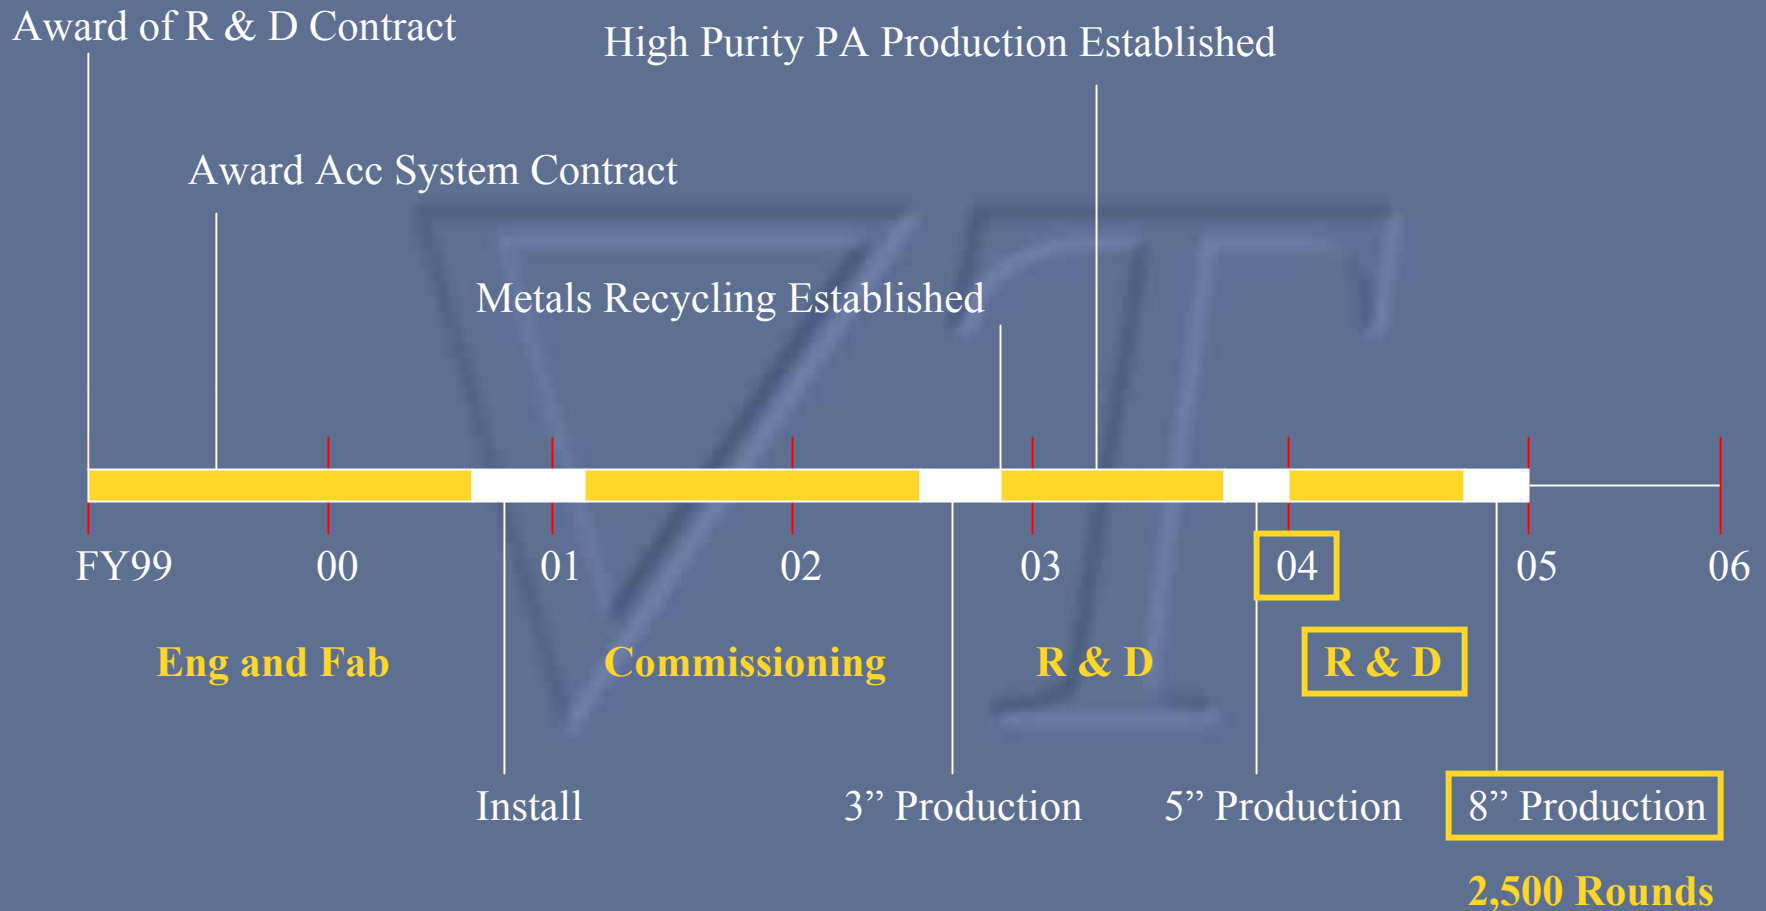 Award of R & D Contract
High Purity PA Production Established
Award Acc System Contract
Metals Recycling Established
FY99 00 01 02 03 04 05 06
Eng and Fab Commissioning R & D R & D
Install 3” Production 5” Production 8” Production
2,500 Rounds
VT